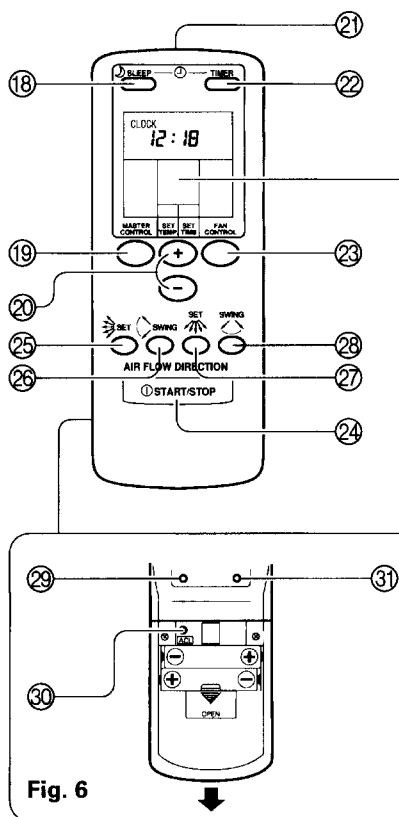 ㉑
⑱ SLEEP TIMER ㉒
CLOCK
12:18
MASTER CONTROL SET TEMP. SET TIME FAN CONTROL
⑲ + ㉓
⑳ −
㉕ SET SWING SET SWING ㉘
㉖ ㉗
AIR FLOW DIRECTION
START/STOP
㉔
㉙ ㉛
㉚ ACL
− +
+ −
OPEN
Fig. 6